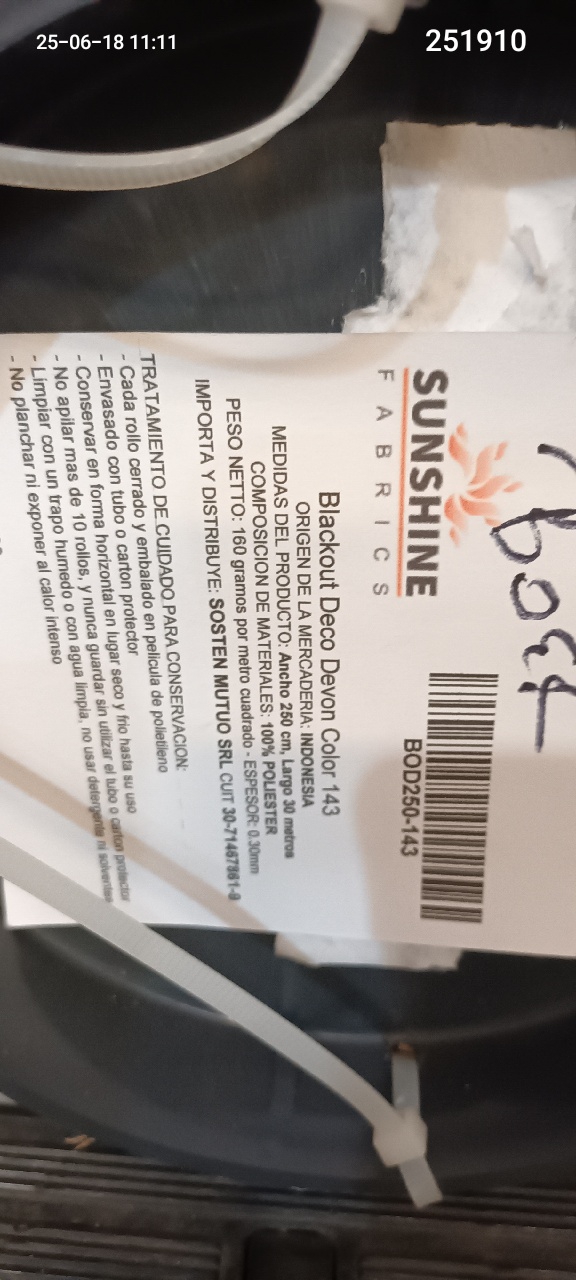 25-06-18 11:11
251910
SUNSHINE
FABRICS
BOD250-143
Blackout Deco Devon Color 143
ORIGEN DE LA MERCADERIA: INDONESIA
MEDIDAS DEL PRODUCTO: Ancho 250 cm, Largo 30 metros
COMPOSICION DE MATERIALES: 100% POLIESTER
PESO NETTO: 160 gramos por metro cuadrado - ESPESOR: 0.30mm
IMPORTA Y DISTRIBUYE: SOSTEN MUTUO SRL CUIT 30-71467861-9
TRATAMIENTO DE CUIDADO PARA CONSERVACION:
- Cada rollo cerrado y embalado en pelicula de polietileno
- Envasado con tubo o carton protector
- Conservar en forma horizontal en lugar seco y frio hasta su uso
- No apilar mas de 10 rollos, y nunca guardar sin utilizar el tubo o carton protector
- Limpiar con un trapo humedo o con agua limpia, no usar detergente ni solventes
- No planchar ni exponer al calor intenso